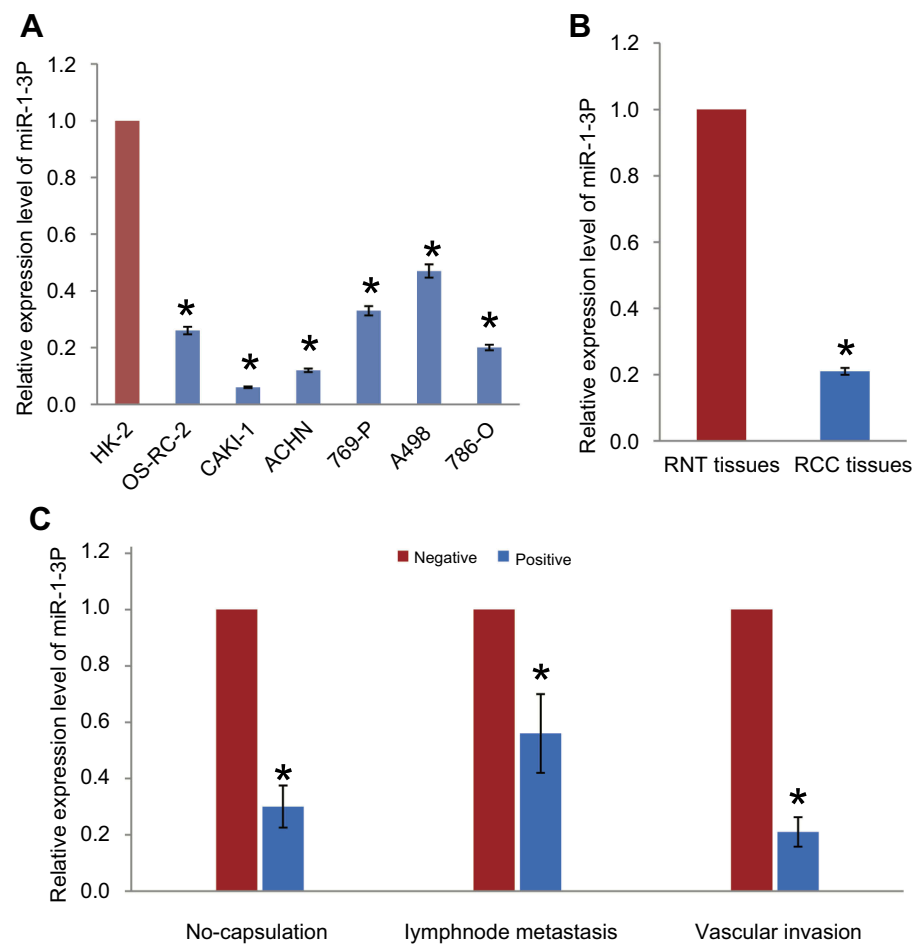 A
Relative expression level of miR-1-3P
1.2
1.0
0.8
0.6
0.4
0.2
0.0
*
*
*
*
*
*
HK-2
OS-RC-2
CAKI-1
ACHN
769-P
A498
786-O
B
Relative expression level of miR-1-3P
1.2
1.0
0.8
0.6
0.4
0.2
0.0
*
RNT tissues
RCC tissues
C
Relative expression level of miR-1-3P
1.2
1.0
0.8
0.6
0.4
0.2
0.0
Negative
Positive
*
*
*
No-capsulation
lymphnode metastasis
Vascular invasion